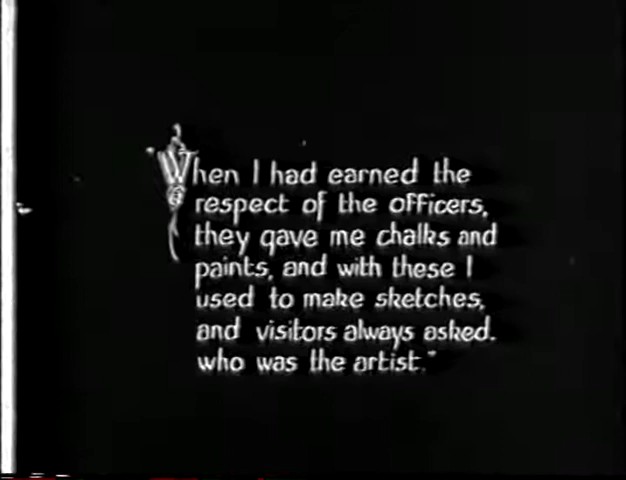 When I had earned the
respect of the officers,
they gave me chalks and
paints, and with these I
used to make sketches,
and visitors always asked.
who was the artist."